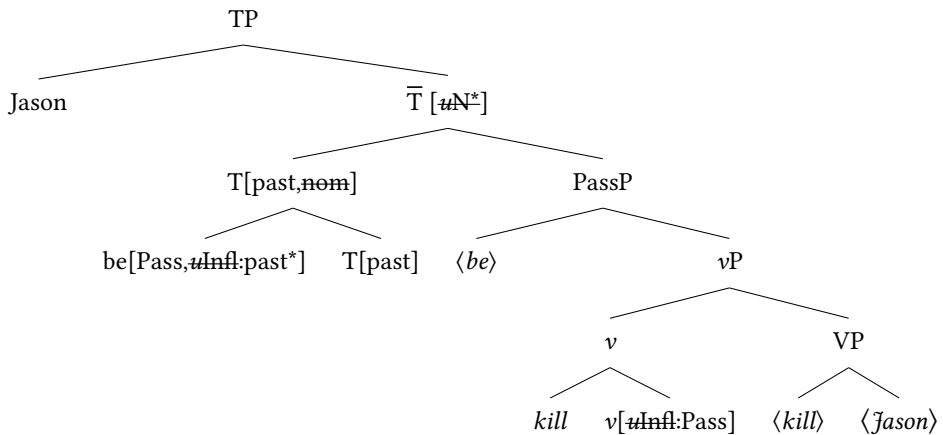 TP
Jason T̅ [uN*]
T[past,nom] PassP
be[Pass,uInfl:past*] T[past] ⟨be⟩ vP
v VP
kill v[uInfl:Pass] ⟨kill⟩ ⟨Jason⟩